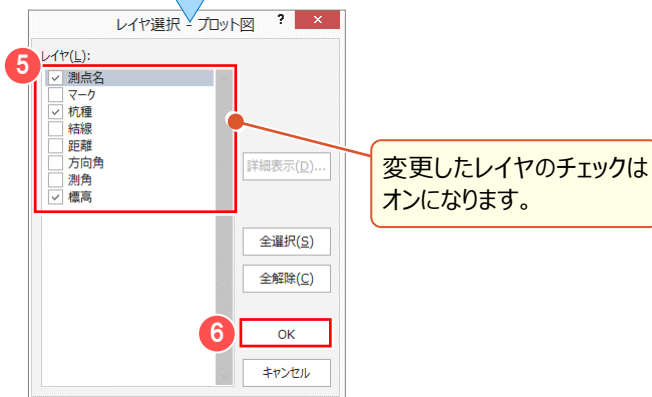 レイヤ選択 - プロット図 ? ×
レイヤ(L):
5
測点名
マーク
杭種
結線
距離
方向角
測角
標高
詳細表示(D)...
変更したレイヤのチェックは
オンになります。
全選択(S)
全解除(C)
6
OK
キャンセル